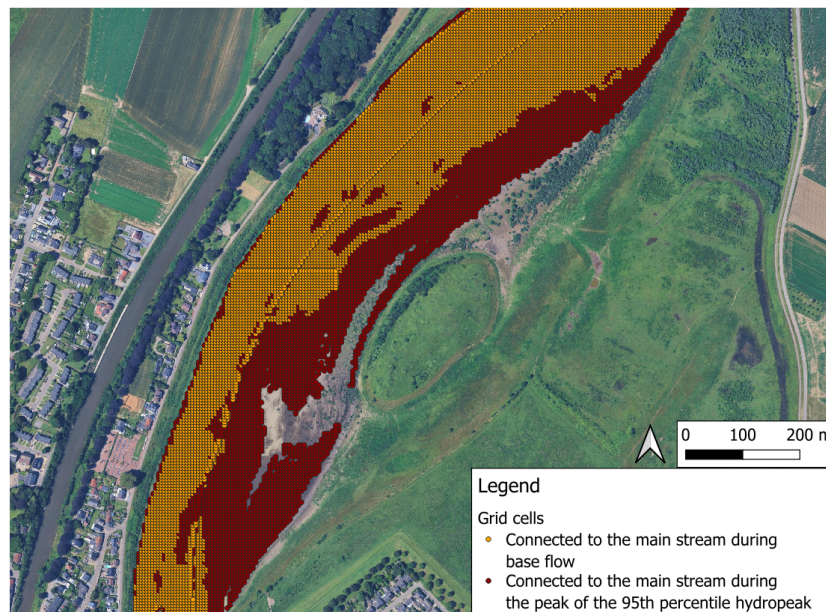 0 100 200 m
Legend
Grid cells
Connected to the main stream during
base flow
Connected to the main stream during
the peak of the 95th percentile hydropeak